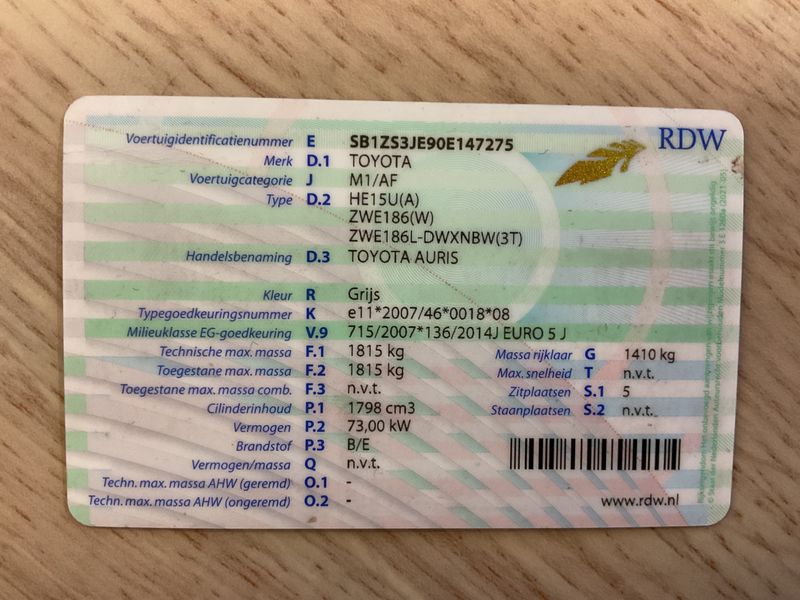 RDW
Voertuigidentificatienummer E SB1ZS3JE90E147275
Merk D.1 TOYOTA
Voertuigcategorie J M1/AF
Type D.2 HE15U(A)
ZWE186(W)
ZWE186L-DWXNBW(3T)
Handelsbenaming D.3 TOYOTA AURIS
Kleur R Grijs
Typegoedkeuringsnummer K e11*2007/46*0018*08
Milieuklasse EG-goedkeuring V.9 715/2007*136/2014J EURO 5 J
Technische max. massa F.1 1815 kg Massa rijklaar G 1410 kg
Toegestane max. massa F.2 1815 kg Max. snelheid T n.v.t.
Toegestane max. massa comb. F.3 n.v.t. Zitplaatsen S.1 5
Cilinderinhoud P.1 1798 cm3 Staanplaatsen S.2 n.v.t.
Vermogen P.2 73,00 kW
Brandstof P.3 B/E
Vermogen/massa Q n.v.t.
Techn. max. massa AHW (geremd) O.1 -
Techn. max. massa AHW (ongeremd) O.2 -
www.rdw.nl